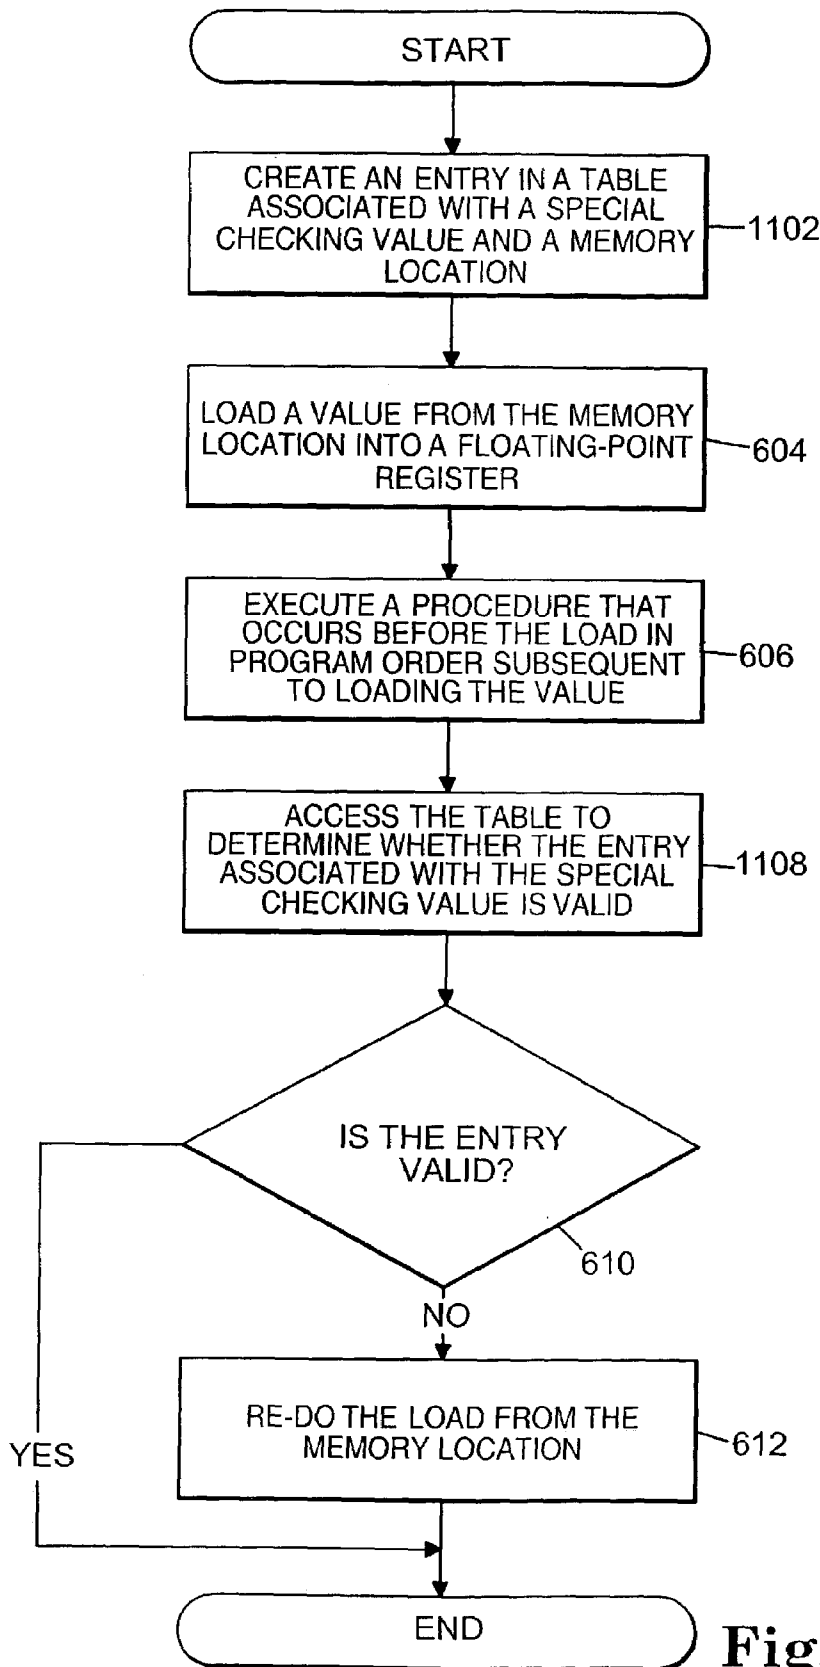 START
CREATE AN ENTRY IN A TABLE
ASSOCIATED WITH A SPECIAL
CHECKING VALUE AND A MEMORY
LOCATION
1102
LOAD A VALUE FROM THE MEMORY
LOCATION INTO A FLOATING-POINT
REGISTER
604
EXECUTE A PROCEDURE THAT
OCCURS BEFORE THE LOAD IN
PROGRAM ORDER SUBSEQUENT
TO LOADING THE VALUE
606
ACCESS THE TABLE TO
DETERMINE WHETHER THE ENTRY
ASSOCIATED WITH THE SPECIAL
CHECKING VALUE IS VALID
1108
IS THE ENTRY
VALID?
610
NO
RE-DO THE LOAD FROM THE
MEMORY LOCATION
612
YES
END
Fig